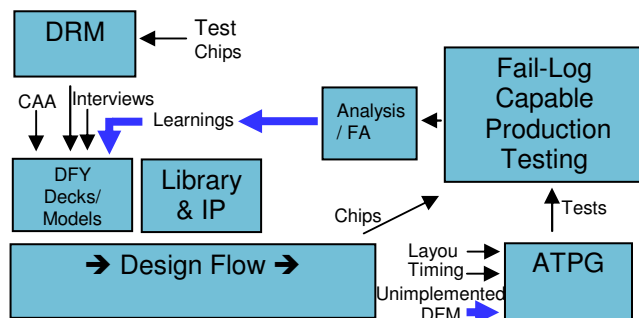 DRM
Test
Chips
CAA
Interviews
Learnings
Analysis
/ FA
Fail-Log
Capable
Production
Testing
DFY
Decks/
Models
Library
& IP
Chips
Tests
→ Design Flow →
Layou
Timing
Unimplemented
DFM
ATPG